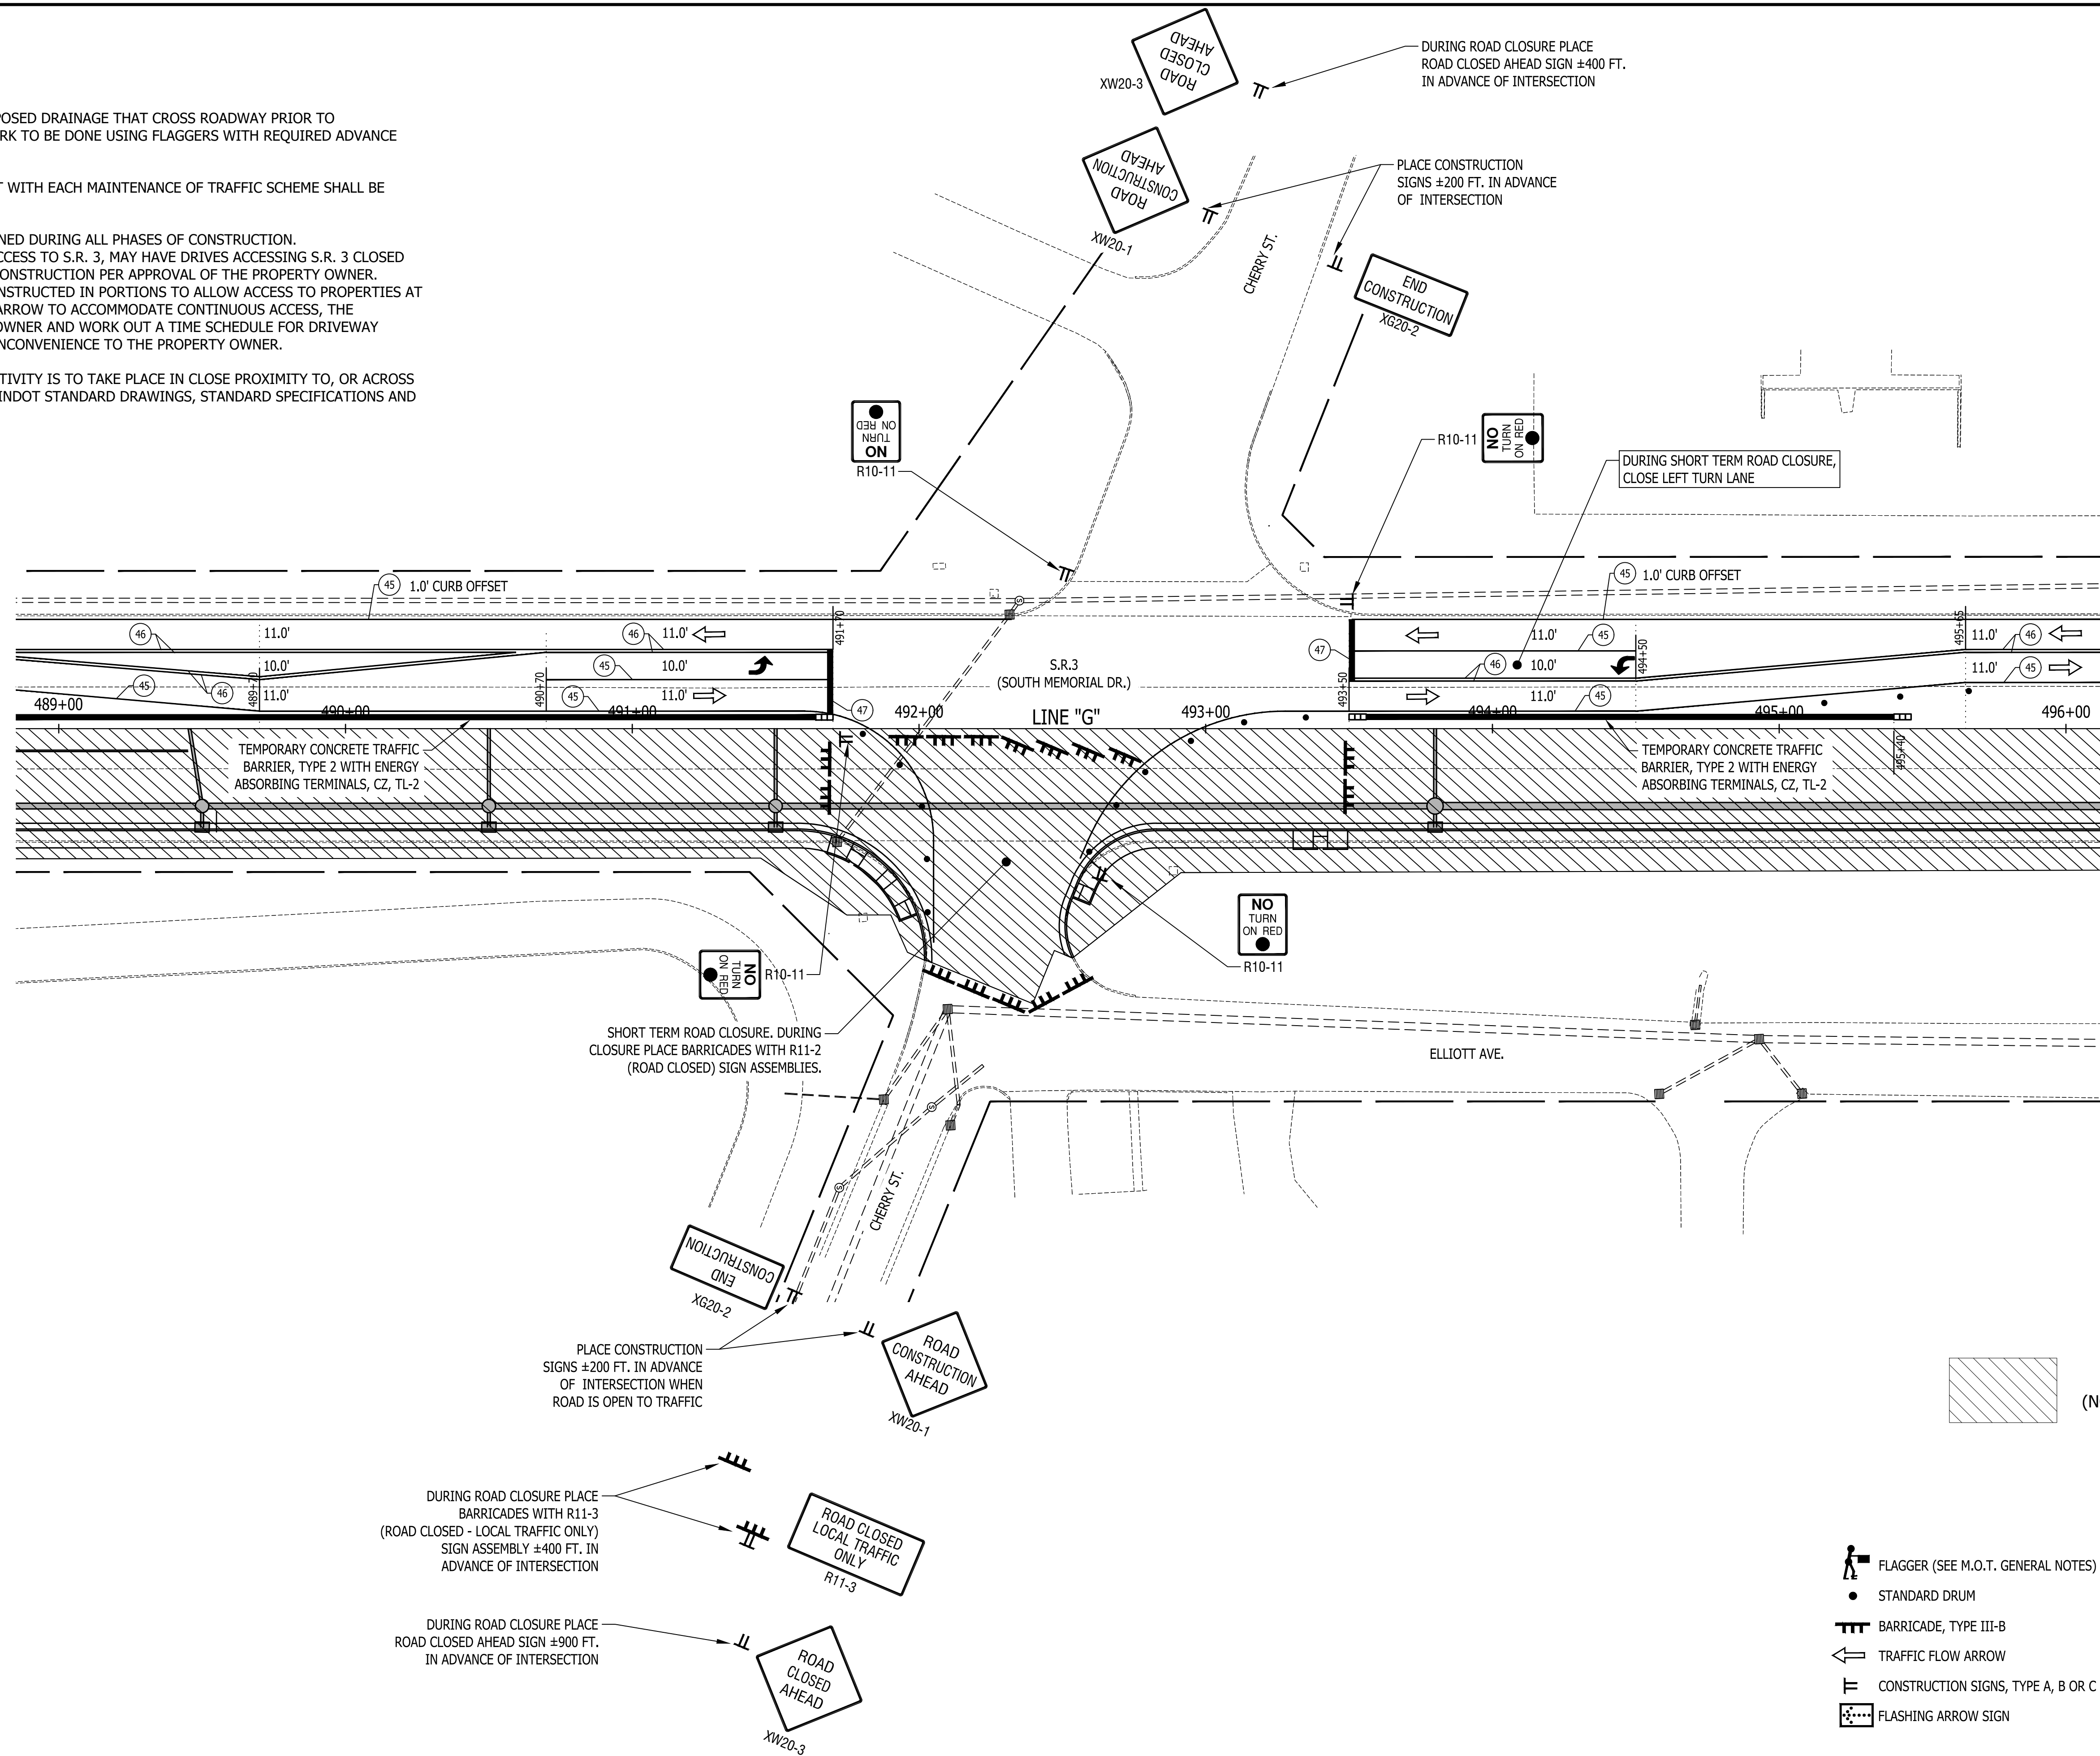 POSED DRAINAGE THAT CROSS ROADWAY PRIOR TO
RK TO BE DONE USING FLAGGERS WITH REQUIRED ADVANCE
T WITH EACH MAINTENANCE OF TRAFFIC SCHEME SHALL BE
NED DURING ALL PHASES OF CONSTRUCTION.
CCESS TO S.R. 3, MAY HAVE DRIVES ACCESSING S.R. 3 CLOSED
ONSTRUCTION PER APPROVAL OF THE PROPERTY OWNER.
NSTRUCTED IN PORTIONS TO ALLOW ACCESS TO PROPERTIES AT
ARROW TO ACCOMMODATE CONTINUOUS ACCESS, THE
OWNER AND WORK OUT A TIME SCHEDULE FOR DRIVEWAY
NCONVENIENCE TO THE PROPERTY OWNER.
TIVITY IS TO TAKE PLACE IN CLOSE PROXIMITY TO, OR ACROSS
INDOT STANDARD DRAWINGS, STANDARD SPECIFICATIONS AND
ROAD
CLOSED
AHEAD
XW20-3
DURING ROAD CLOSURE PLACE
ROAD CLOSED AHEAD SIGN ±400 FT.
IN ADVANCE OF INTERSECTION
ROAD
CONSTRUCTION
AHEAD
XW20-1
PLACE CONSTRUCTION
SIGNS ±200 FT. IN ADVANCE
OF INTERSECTION
CHERRY ST.
END
CONSTRUCTION
XG20-2
NO
TURN
ON RED
R10-11
R10-11
NO
TURN
ON RED
DURING SHORT TERM ROAD CLOSURE,
CLOSE LEFT TURN LANE
45 1.0' CURB OFFSET
45 1.0' CURB OFFSET
46 11.0'
46 11.0'
491+70
47
11.0'
45
494+50
495+65
11.0' 46
10.0'
45 10.0'
S.R.3
(SOUTH MEMORIAL DR.)
46 10.0'
11.0' 45
45
46
489+70
11.0'
490+70
45 11.0'
47
493+50
11.0' 45
489+00
490+00
491+00
492+00
LINE "G"
493+00
494+00
495+00
496+00
TEMPORARY CONCRETE TRAFFIC
BARRIER, TYPE 2 WITH ENERGY
ABSORBING TERMINALS, CZ, TL-2
TEMPORARY CONCRETE TRAFFIC
BARRIER, TYPE 2 WITH ENERGY
ABSORBING TERMINALS, CZ, TL-2
495+40
NO
TURN
ON RED
R10-11
NO
TURN
ON RED
R10-11
SHORT TERM ROAD CLOSURE. DURING
CLOSURE PLACE BARRICADES WITH R11-2
(ROAD CLOSED) SIGN ASSEMBLIES.
ELLIOTT AVE.
S
S
S
CHERRY ST.
END
CONSTRUCTION
XG20-2
PLACE CONSTRUCTION
SIGNS ±200 FT. IN ADVANCE
OF INTERSECTION WHEN
ROAD IS OPEN TO TRAFFIC
ROAD
CONSTRUCTION
AHEAD
XW20-1
(N
DURING ROAD CLOSURE PLACE
BARRICADES WITH R11-3
(ROAD CLOSED - LOCAL TRAFFIC ONLY)
SIGN ASSEMBLY ±400 FT. IN
ADVANCE OF INTERSECTION
ROAD CLOSED
LOCAL TRAFFIC
ONLY
R11-3
DURING ROAD CLOSURE PLACE
ROAD CLOSED AHEAD SIGN ±900 FT.
IN ADVANCE OF INTERSECTION
ROAD
CLOSED
AHEAD
XW20-3
FLAGGER (SEE M.O.T. GENERAL NOTES)
STANDARD DRUM
BARRICADE, TYPE III-B
TRAFFIC FLOW ARROW
CONSTRUCTION SIGNS, TYPE A, B OR C
FLASHING ARROW SIGN